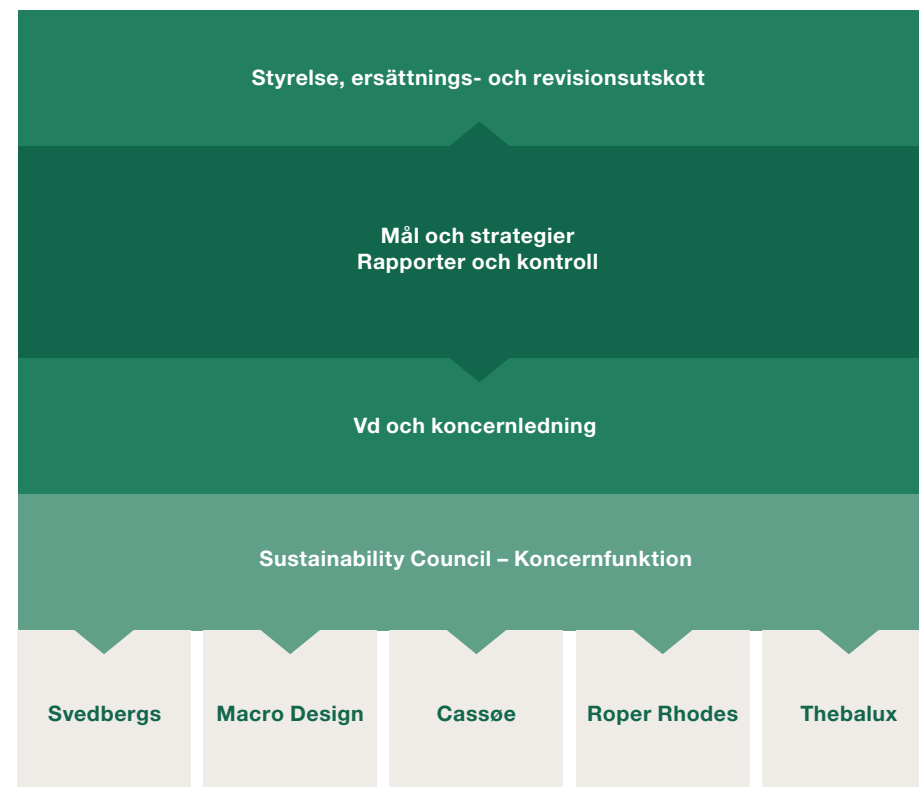 Styrelse, ersättnings- och revisionsutskott
Mål och strategier
Rapporter och kontroll
Vd och koncernledning
Sustainability Council – Koncernfunktion
Svedbergs
Macro Design
Cassøe
Roper Rhodes
Thebalux